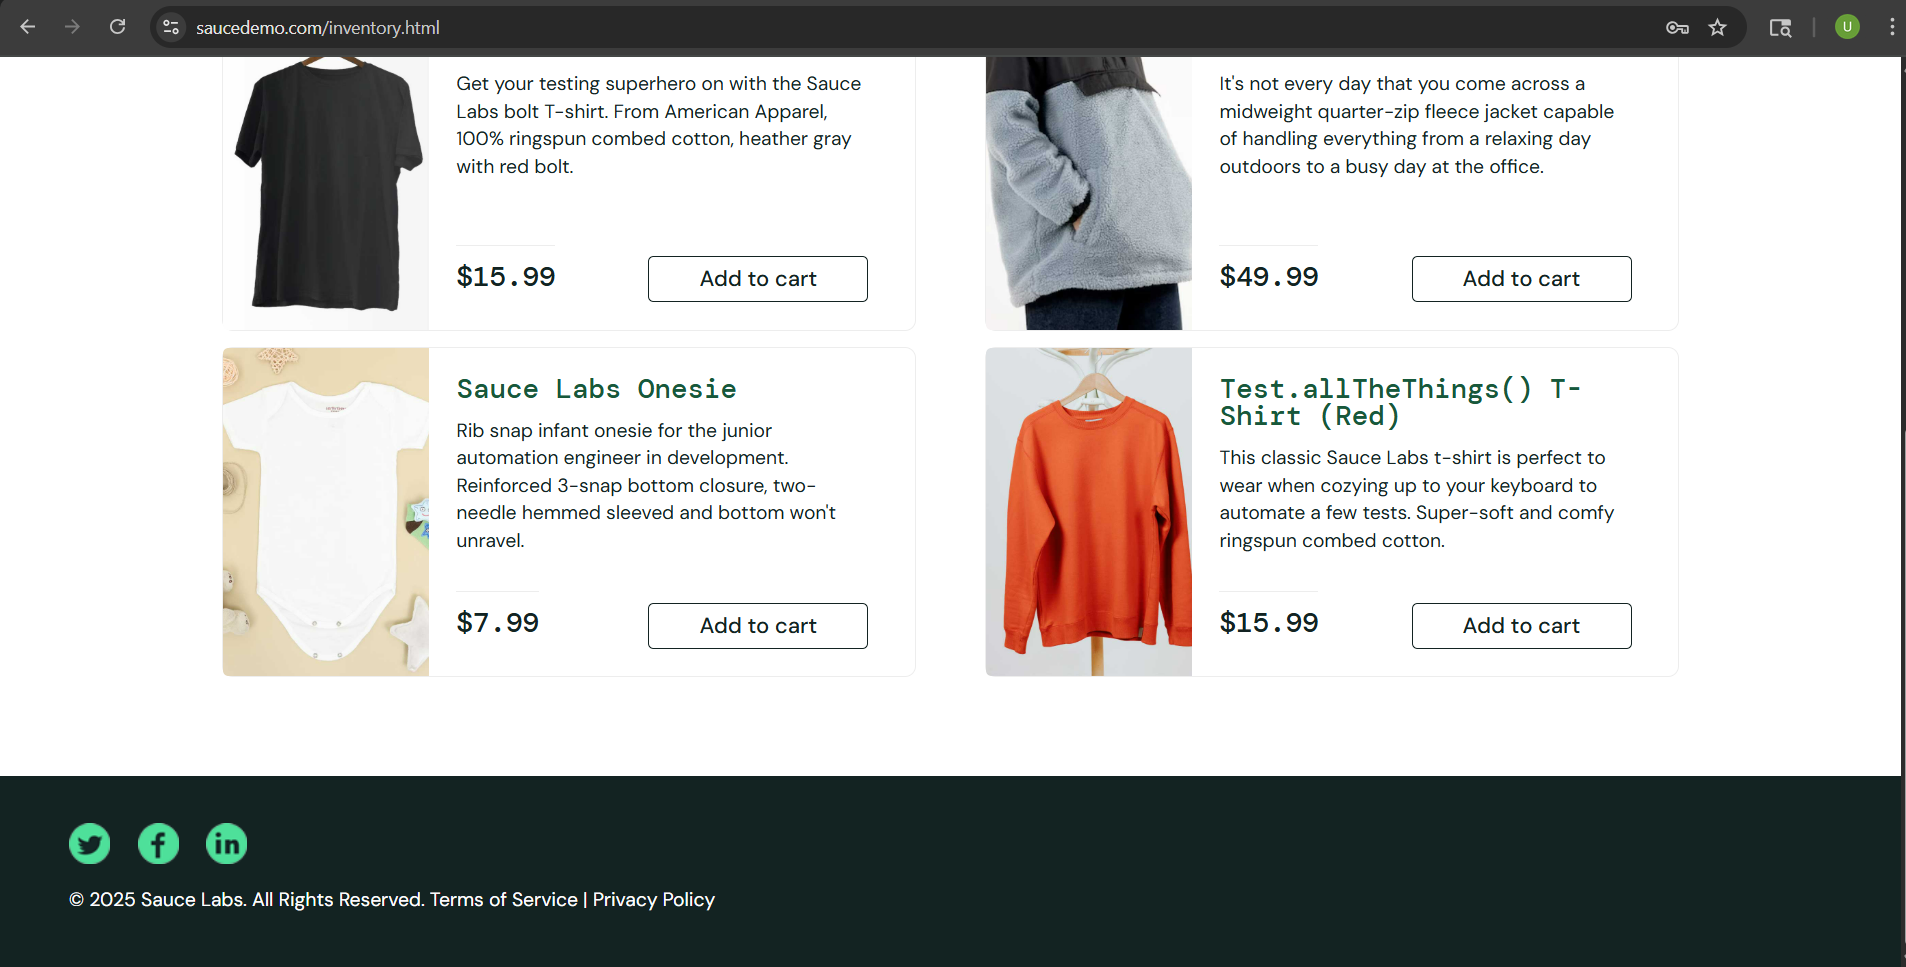 saucedemo.com/inventory.html
U
Get your testing superhero on with the Sauce
Labs bolt T-shirt. From American Apparel,
100% ringspun combed cotton, heather gray
with red bolt.
$15.99
Add to cart
It's not every day that you come across a
midweight quarter-zip fleece jacket capable
of handling everything from a relaxing day
outdoors to a busy day at the office.
$49.99
Add to cart
Sauce Labs Onesie
Rib snap infant onesie for the junior
automation engineer in development.
Reinforced 3-snap bottom closure, two-
needle hemmed sleeved and bottom won't
unravel.
$7.99
Add to cart
Test.allTheThings() T-
Shirt (Red)
This classic Sauce Labs t-shirt is perfect to
wear when cozying up to your keyboard to
automate a few tests. Super-soft and comfy
ringspun combed cotton.
$15.99
Add to cart
f
in
© 2025 Sauce Labs. All Rights Reserved. Terms of Service | Privacy Policy